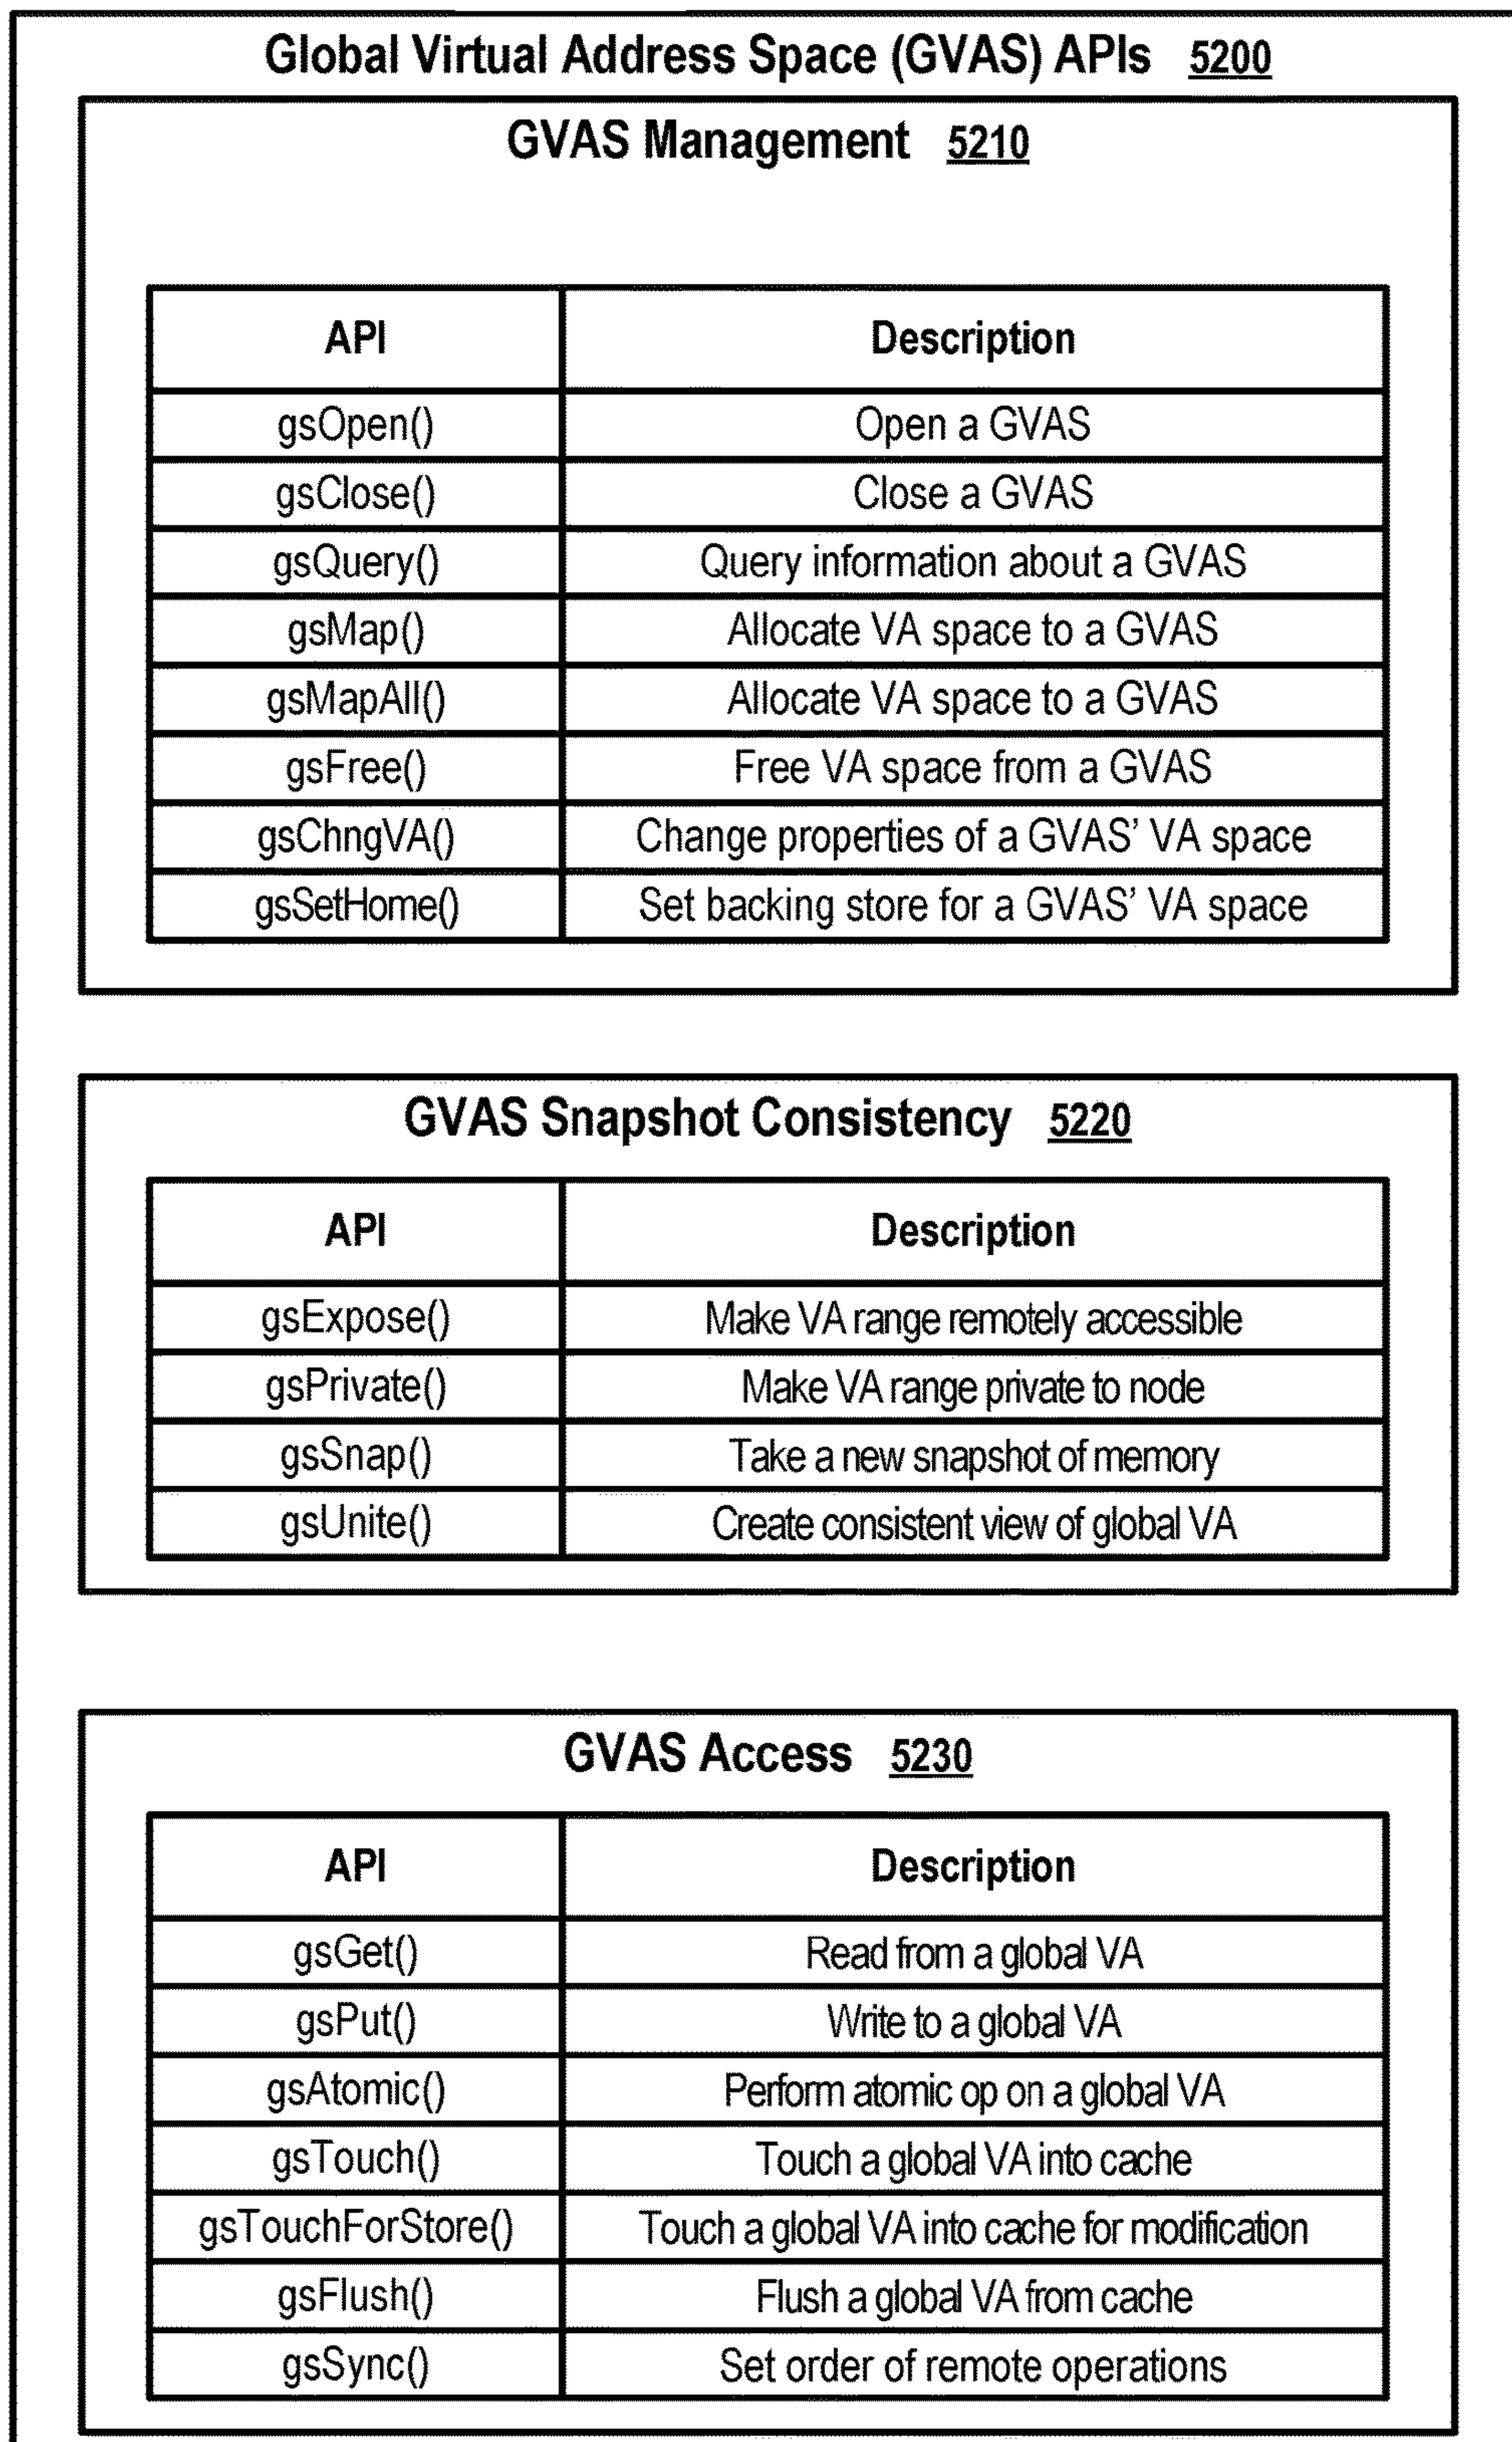 Global Virtual Address Space (GVAS) APIs 5200
GVAS Management 5210
API Description
gsOpen() Open a GVAS
gsClose() Close a GVAS
gsQuery() Query information about a GVAS
gsMap() Allocate VA space to a GVAS
gsMapAll() Allocate VA space to a GVAS
gsFree() Free VA space from a GVAS
gsChngVA() Change properties of a GVAS’ VA space
gsSetHome() Set backing store for a GVAS’ VA space
GVAS Snapshot Consistency 5220
API Description
gsExpose() Make VA range remotely accessible
gsPrivate() Make VA range private to node
gsSnap() Take a new snapshot of memory
gsUnite() Create consistent view of global VA
GVAS Access 5230
API Description
gsGet() Read from a global VA
gsPut() Write to a global VA
gsAtomic() Perform atomic op on a global VA
gsTouch() Touch a global VA into cache
gsTouchForStore() Touch a global VA into cache for modification
gsFlush() Flush a global VA from cache
gsSync() Set order of remote operations